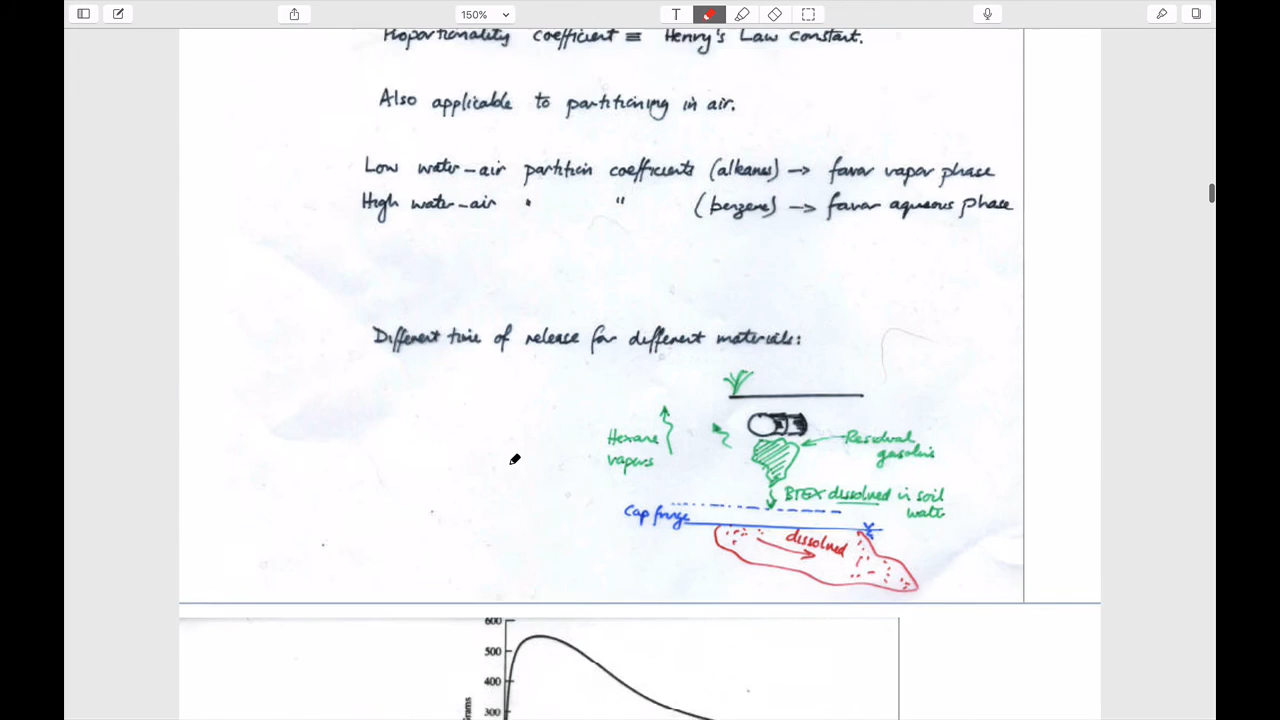 150%
T
Proportionality coefficient ≡ Henry's Law constant.
Also applicable to partitioning in air.
Low water-air partition coefficients (alkanes) → favor vapor phase
High water-air " " (benzene) → favor aqueous phase
Different time of release for different materials:
Hexane
vapors
Residual
gasoline
BTEX dissolved in soil
water
Cap fringe
dissolved
600
500
400
300